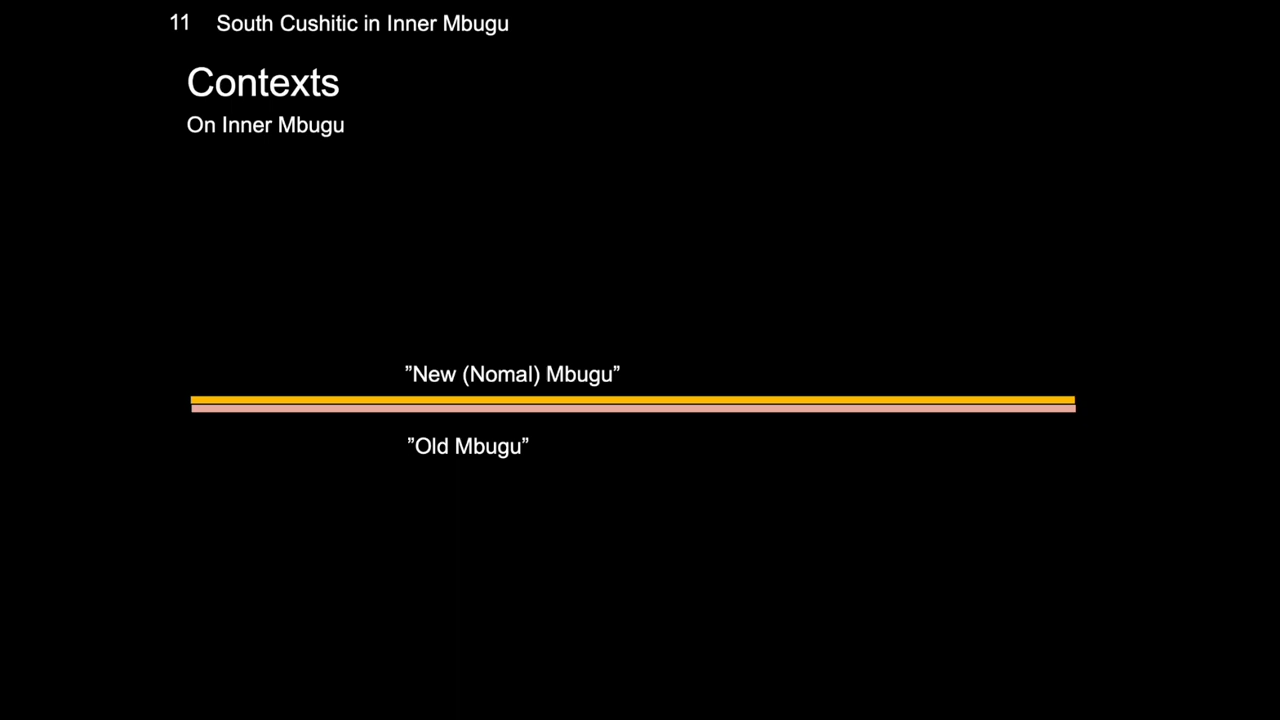 11 South Cushitic in Inner Mbugu
Contexts
On Inner Mbugu
”New (Nomal) Mbugu”
”Old Mbugu”